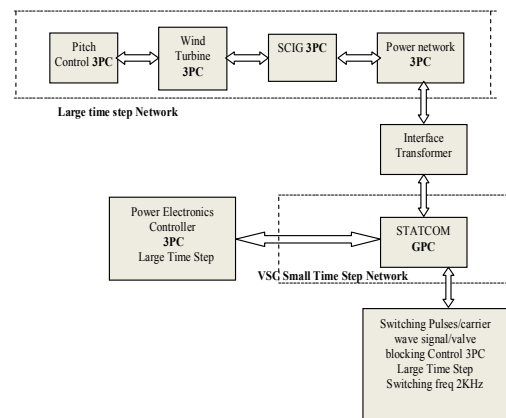 Pitch
Control 3PC
Wind
Turbine
3PC
SCIG 3PC
Power network
3PC
Large time step Network
Interface
Transformer
Power Electronics
Controller
3PC
Large Time Step
STATCOM
GPC
VSC Small Time Step Network
Switching Pulses/carrier
wave signal/valve
blocking Control 3PC
Large Time Step
Switching freq 2KHz